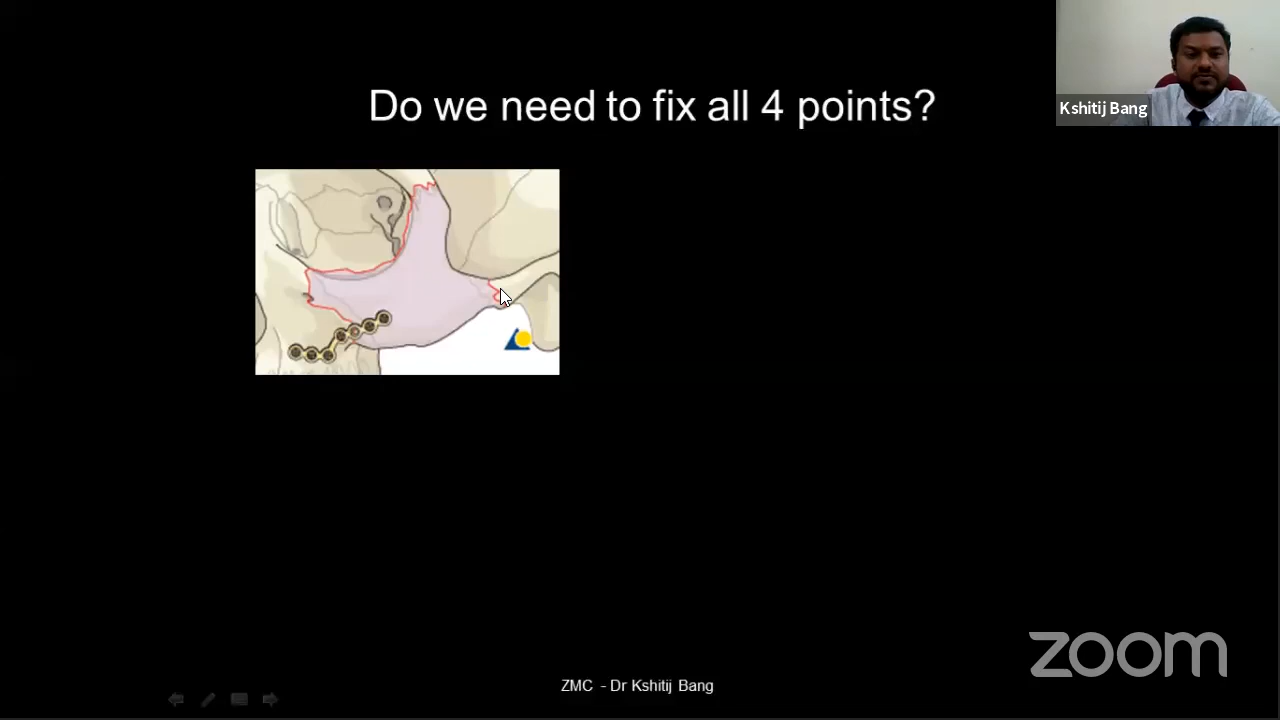 Do we need to fix all 4 points?
Kshitij Bang
zoom
ZMC - Dr Kshitij Bang